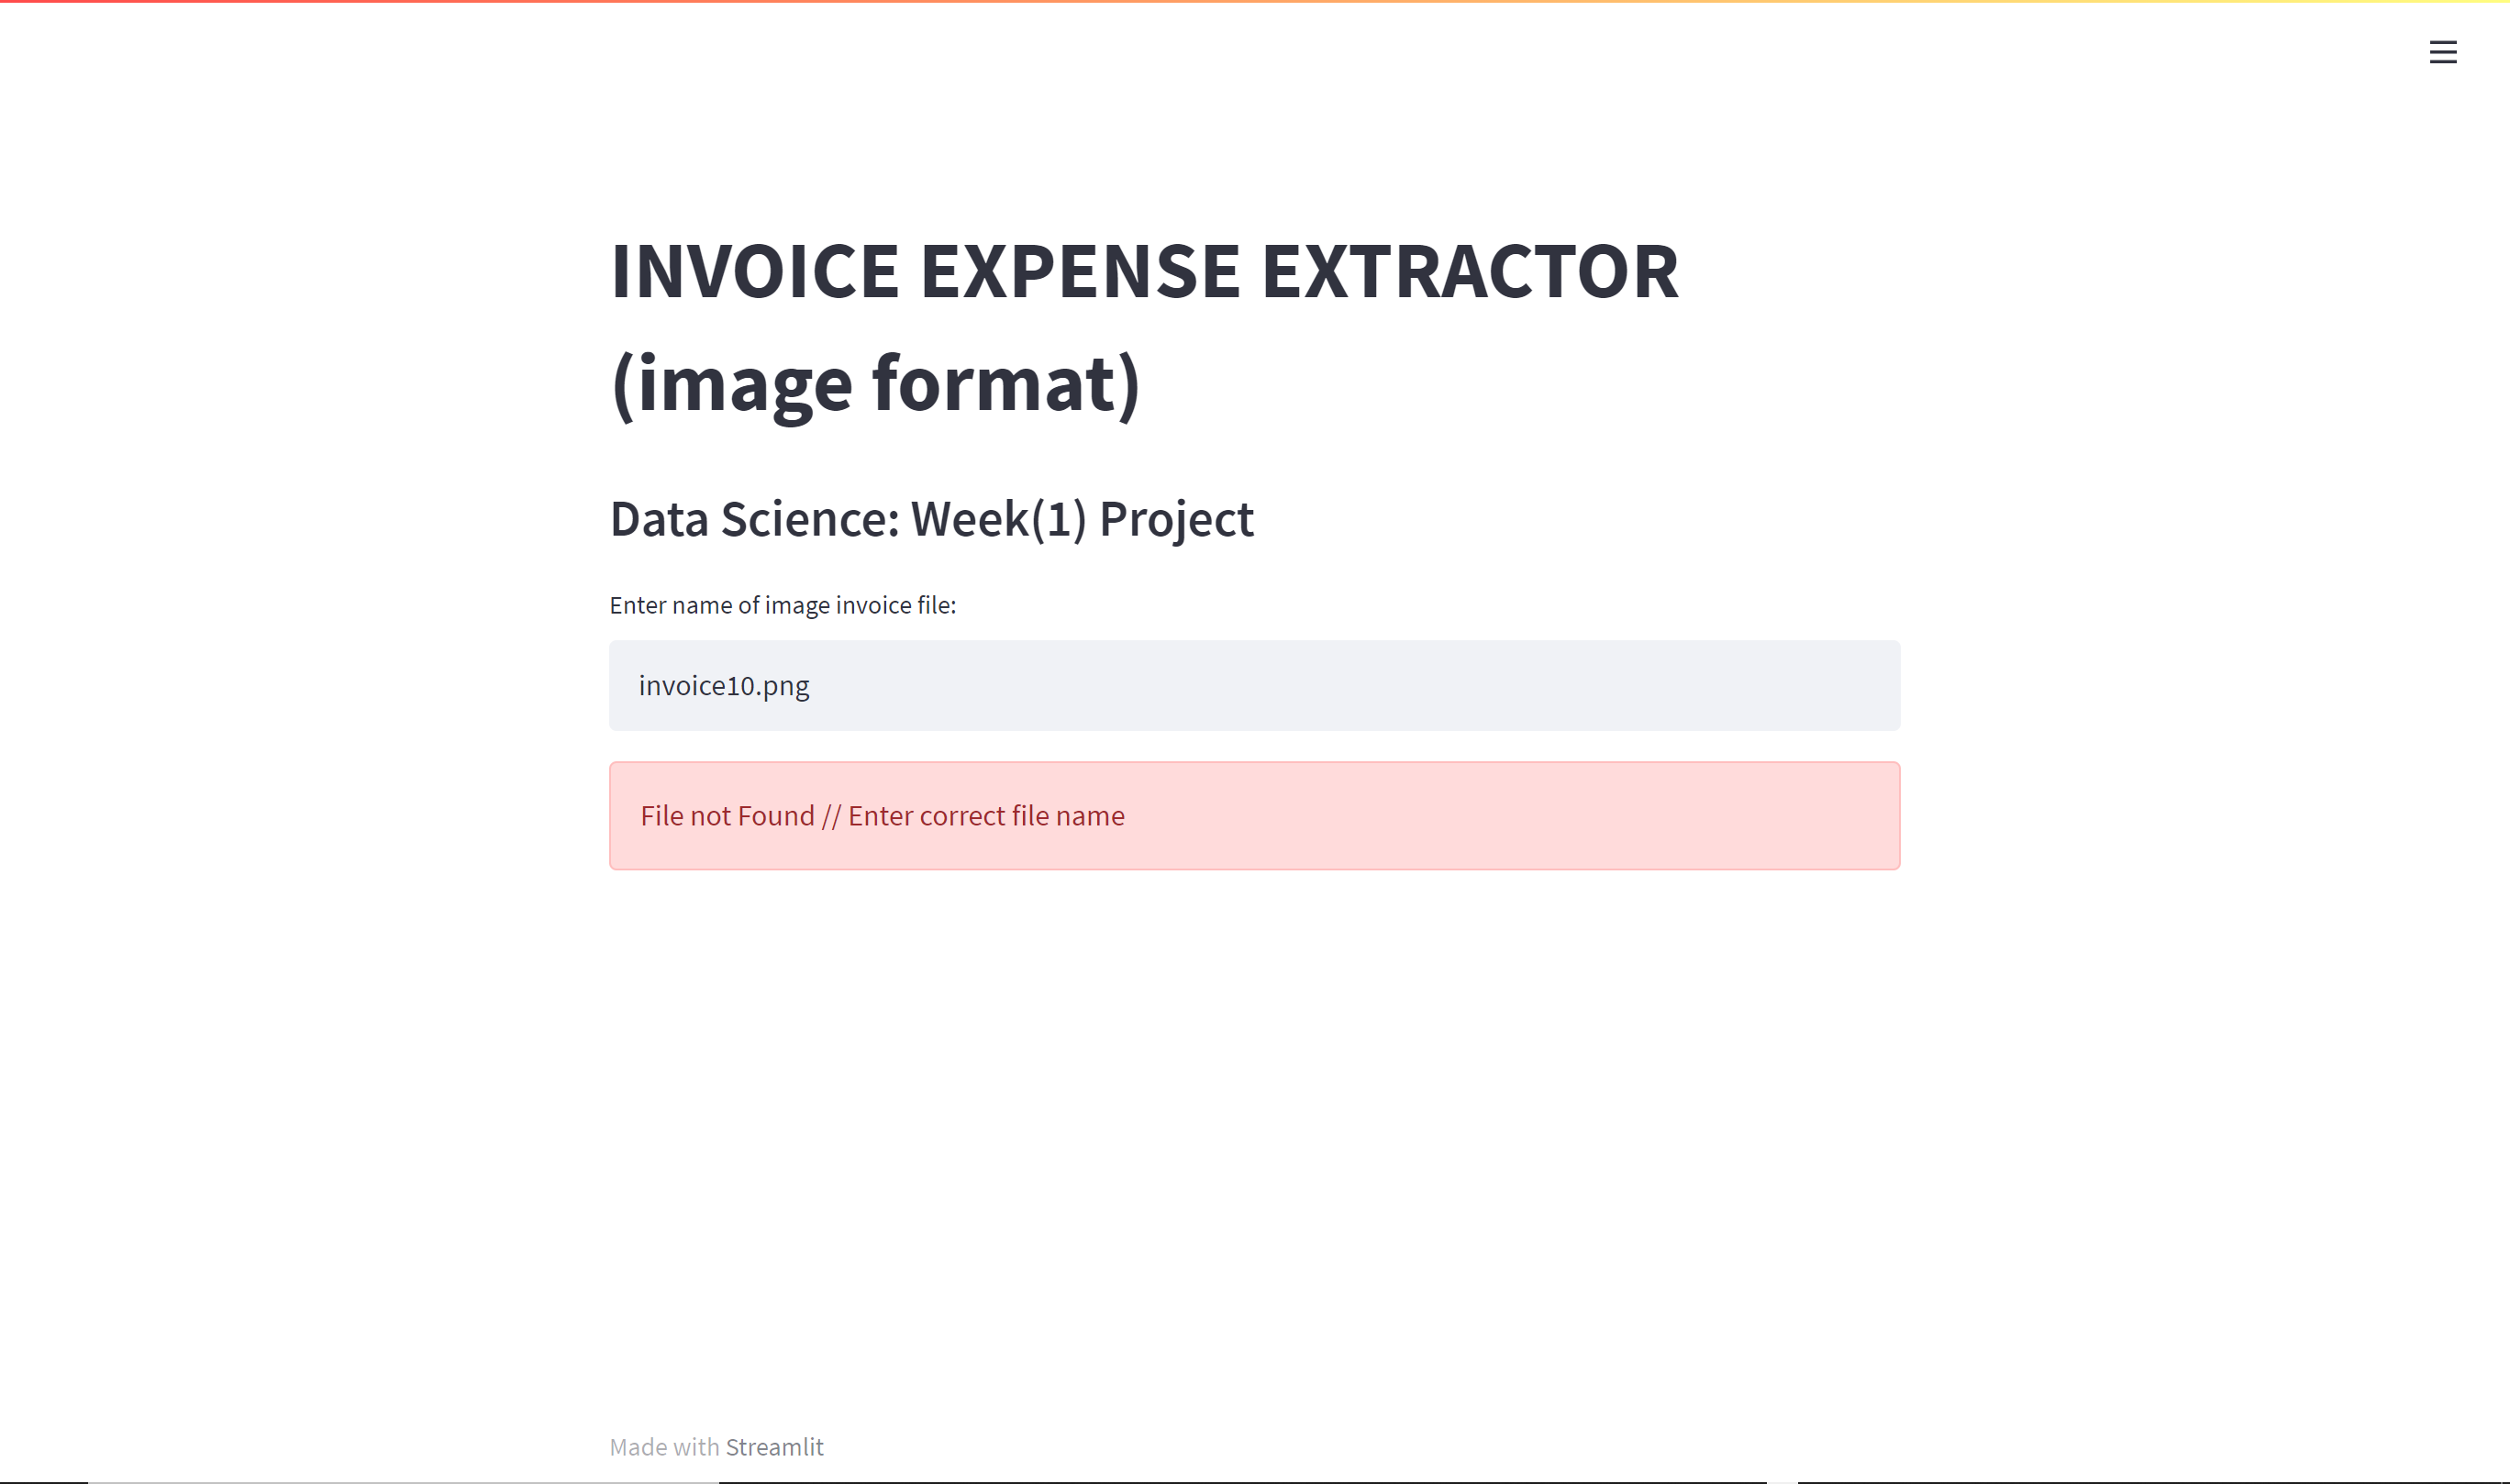 INVOICE EXPENSE EXTRACTOR
(image format)
Data Science: Week(1) Project
Enter name of image invoice file:
invoice10.png
File not Found // Enter correct file name
Made with Streamlit